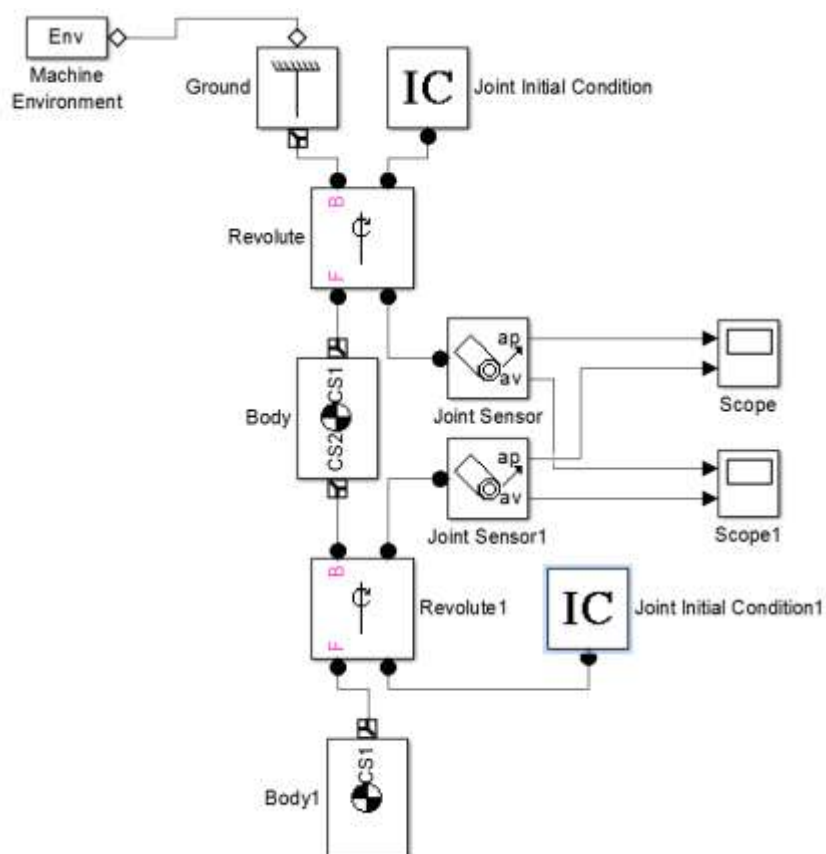 Env
Machine
Environment
Ground
IC
Joint Initial Condition
B
Revolute
F
ap
av
Joint Sensor
Scope
CS1
Body
CS2
ap
av
Joint Sensor1
Scope1
B
Revolute1
F
IC
Joint Initial Condition1
CS1
Body1